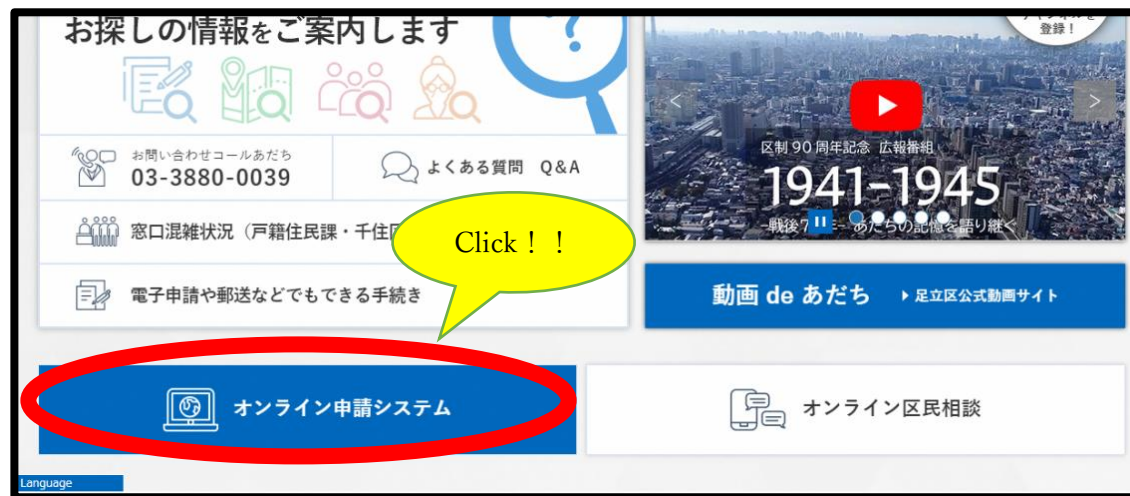 お探しの情報をご案内します
登録！
お問い合わせコールあだち
03-3880-0039
よくある質問 Q&A
窓口混雑状況（戸籍住民課・千住
電子申請や郵送などでもできる手続き
Click！！
区制90周年記念 広報番組
1941-1945
あだちの記憶を語り継ぐ
動画 de あだち
足立区公式動画サイト
オンライン申請システム
オンライン区民相談
Language